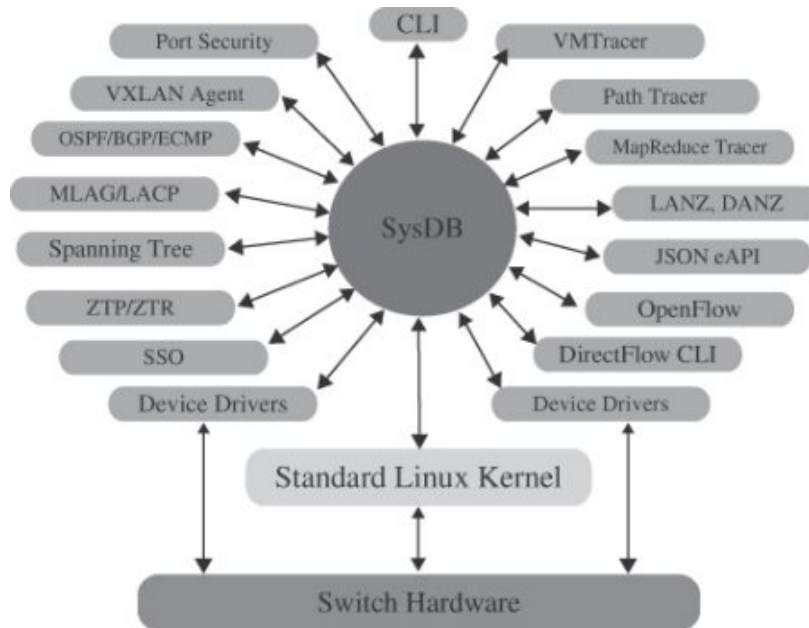 CLI
Port Security
VMTracer
VXLAN Agent
Path Tracer
OSPF/BGP/ECMP
MapReduce Tracer
MLAG/LACP
LANZ, DANZ
SysDB
Spanning Tree
JSON eAPI
ZTP/ZTR
OpenFlow
SSO
DirectFlow CLI
Device Drivers
Device Drivers
Standard Linux Kernel
Switch Hardware